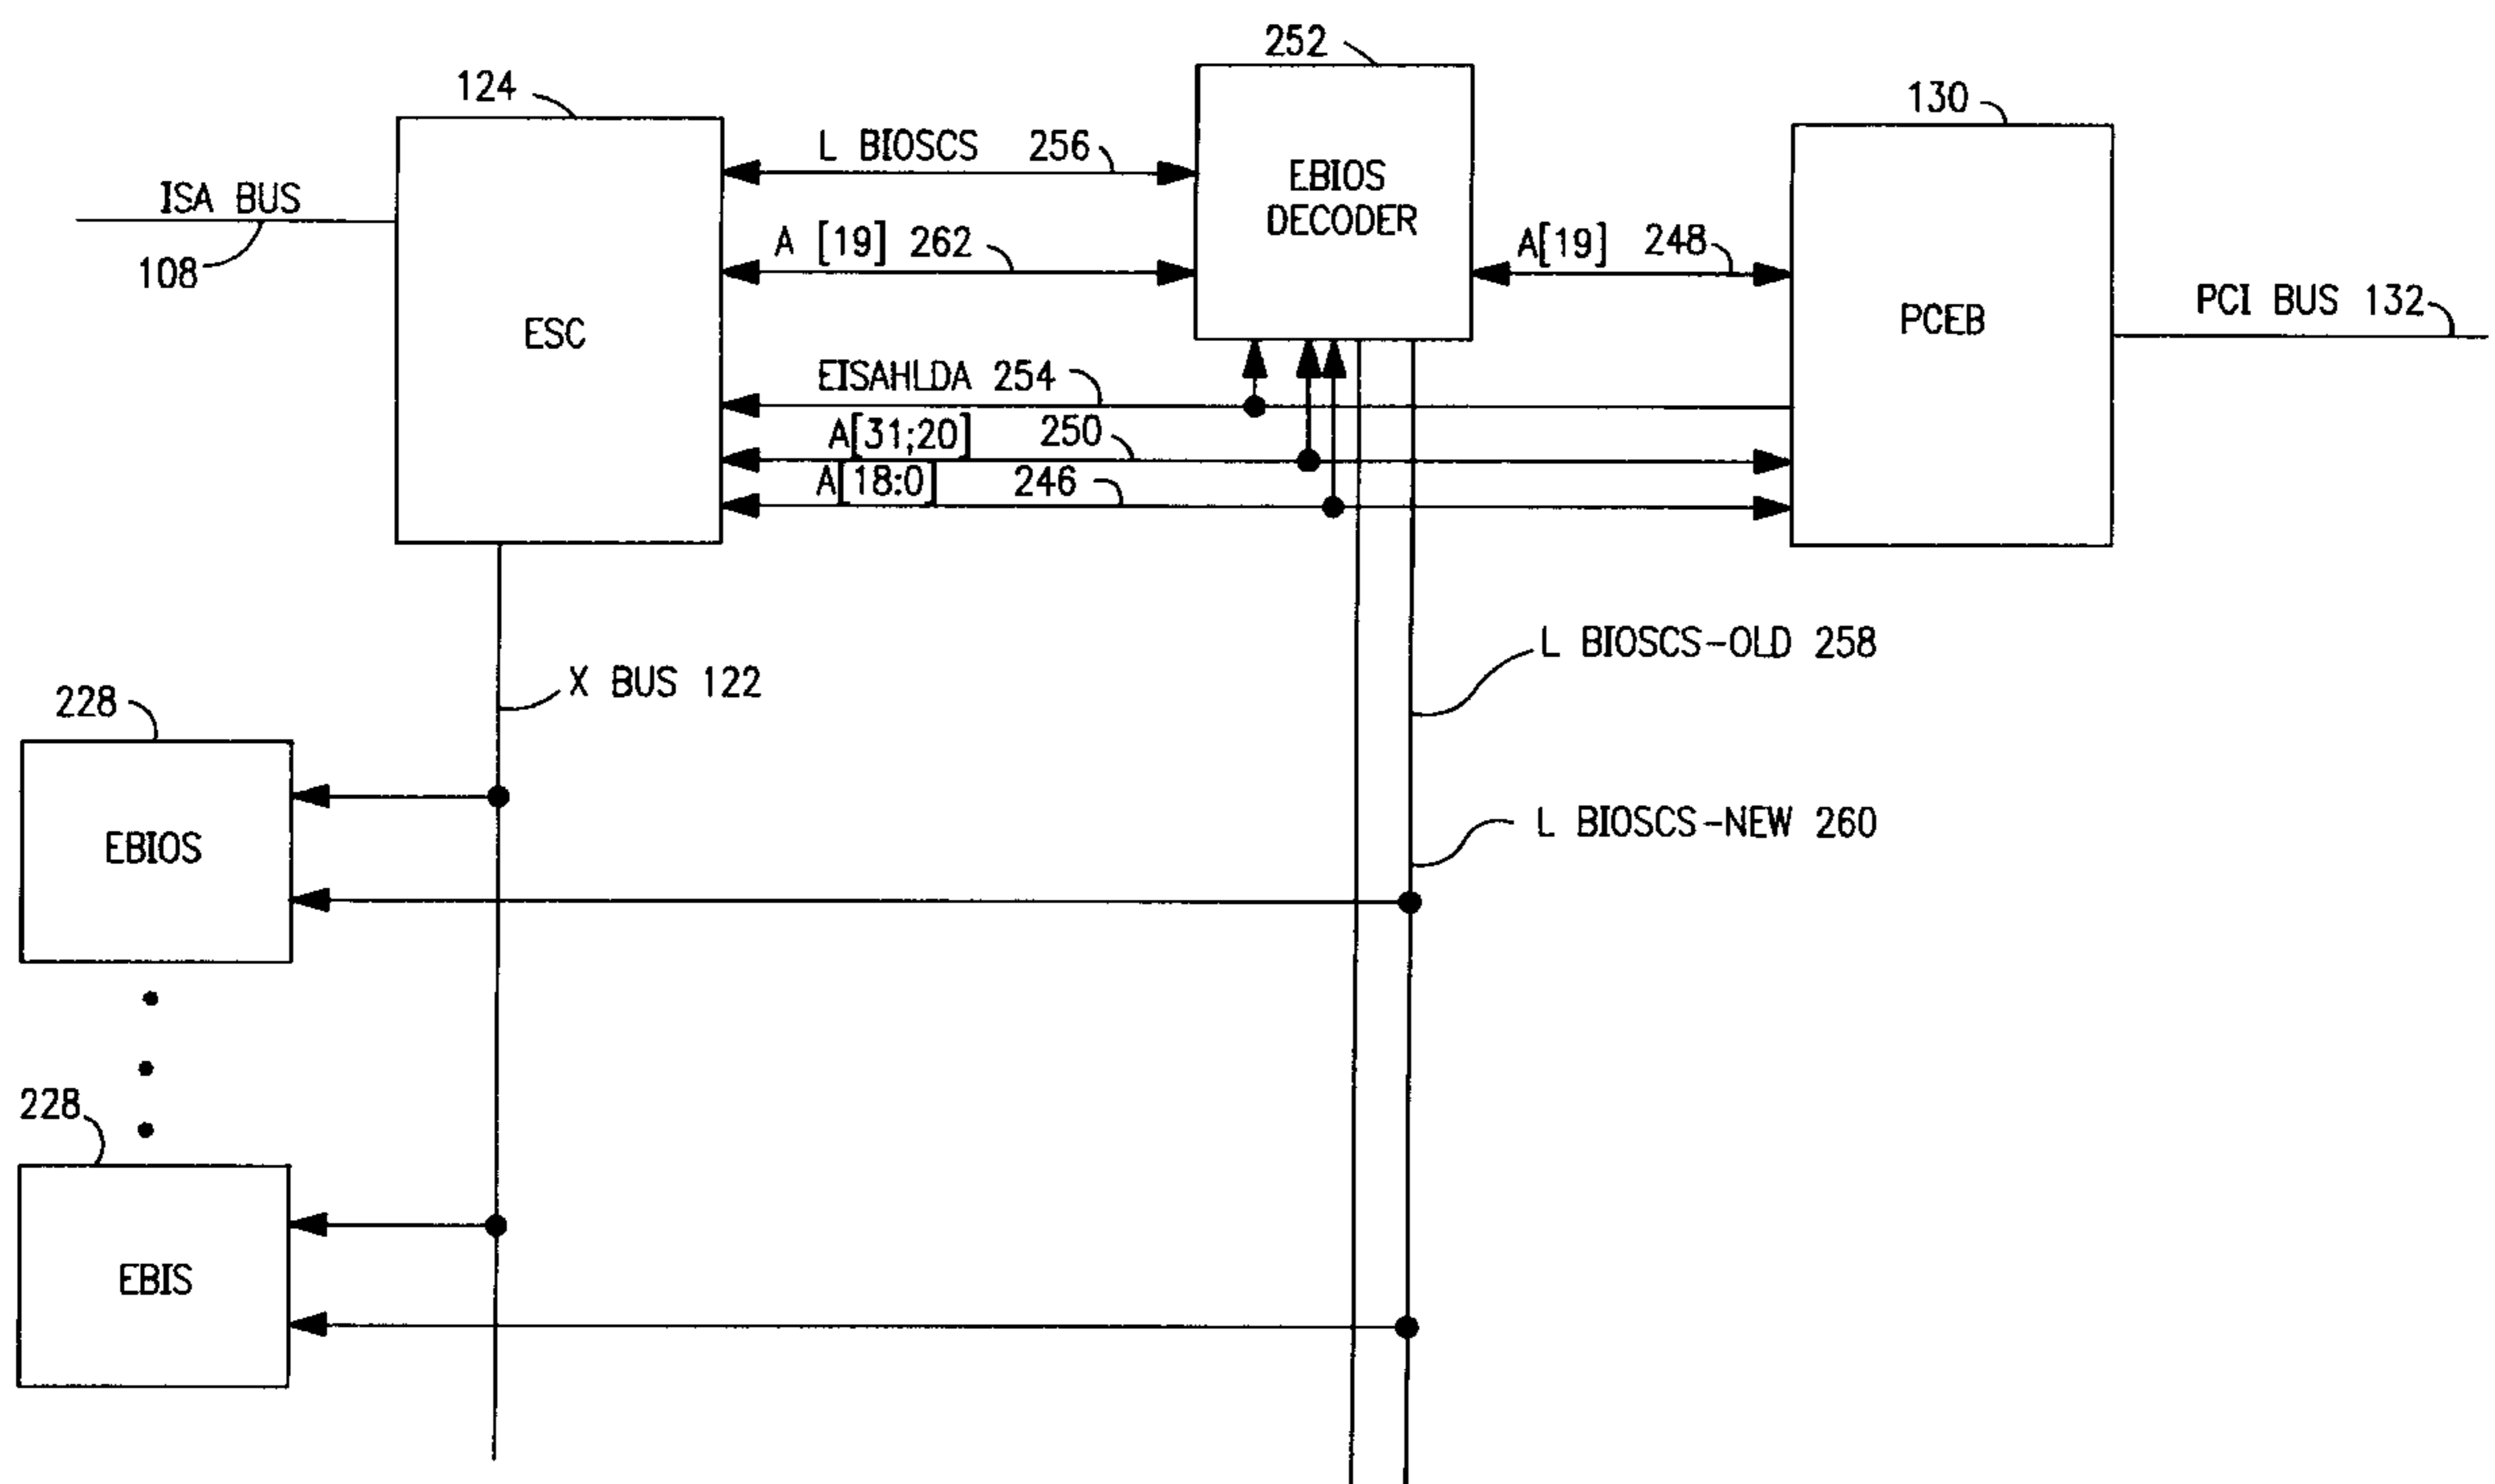 252
124
130
L BIOSCS 256
EBIOS
DECODER
ISA BUS
A [19] 262
A[19] 248
108
PCI BUS 132
ESC
PCEB
EISAHLDA 254
A[31;20] 250
A[18:0] 246
L BIOSCS-OLD 258
X BUS 122
228
L BIOSCS-NEW 260
EBIOS
228
EBIS